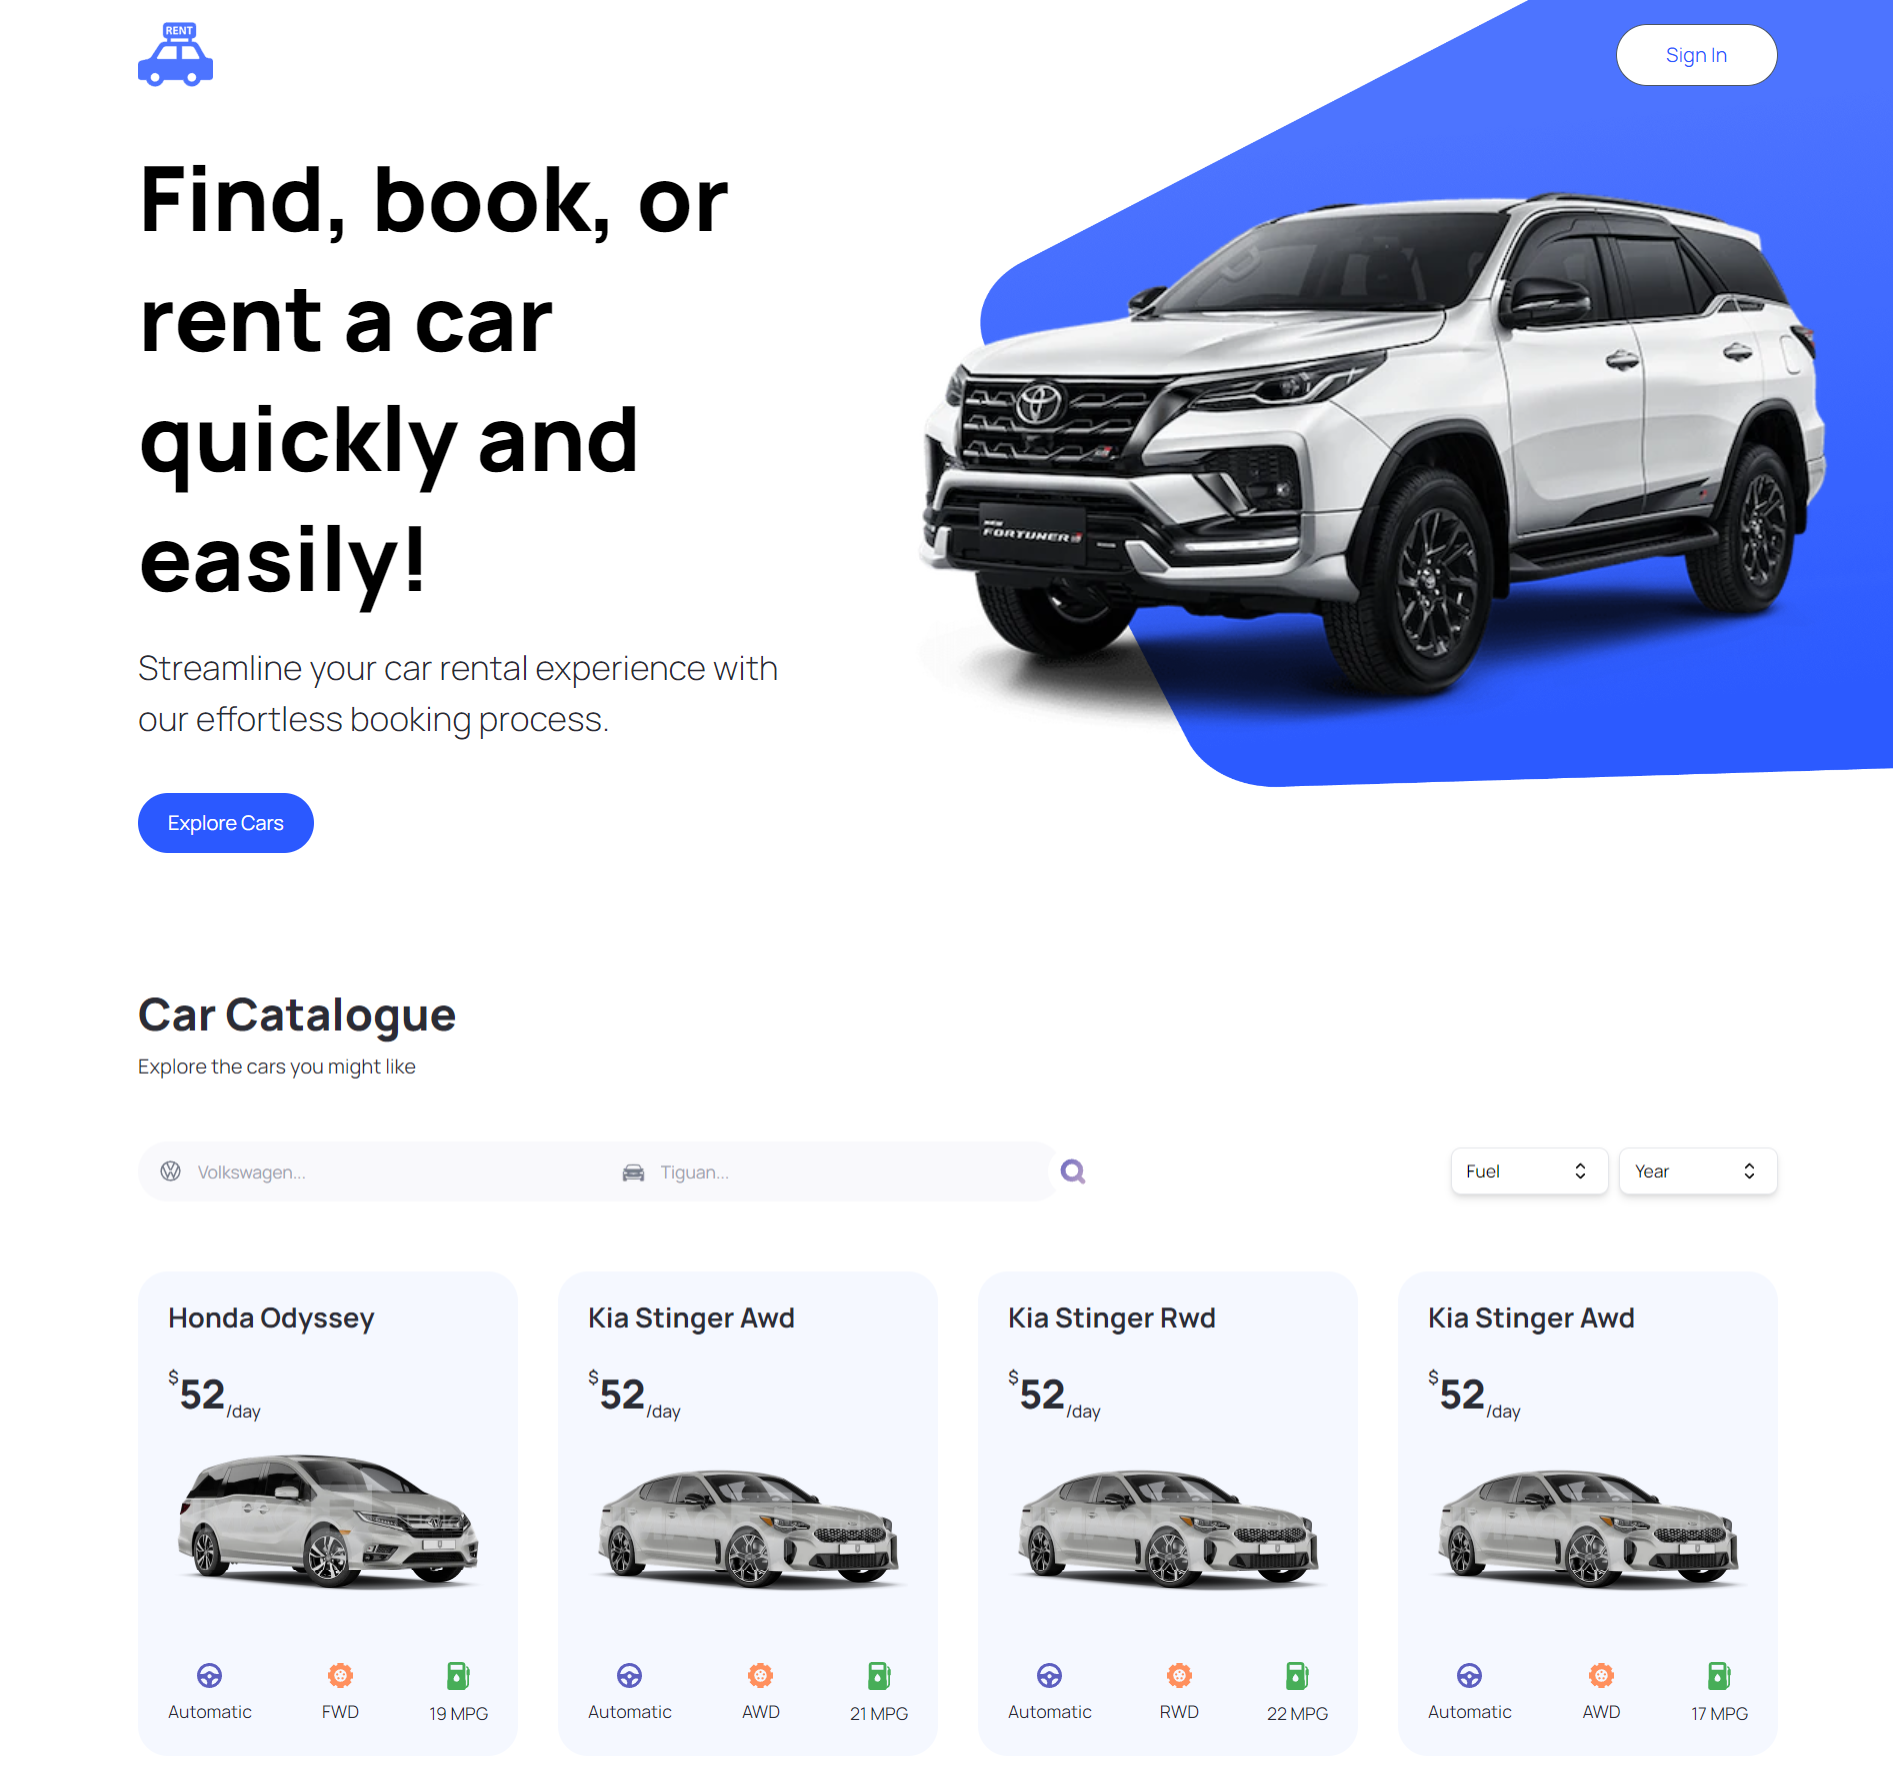 RENT
Sign In
Find, book, or
rent a car
quickly and
easily!
NEW
FORTUNER
Streamline your car rental experience with
our effortless booking process.
Explore Cars
Car Catalogue
Explore the cars you might like
Volkswagen...
Tiguan...
Fuel
Year
Honda Odyssey
$52/day
Automatic
FWD
19 MPG
Kia Stinger Awd
$52/day
Automatic
AWD
21 MPG
Kia Stinger Rwd
$52/day
Automatic
RWD
22 MPG
Kia Stinger Awd
$52/day
Automatic
AWD
17 MPG